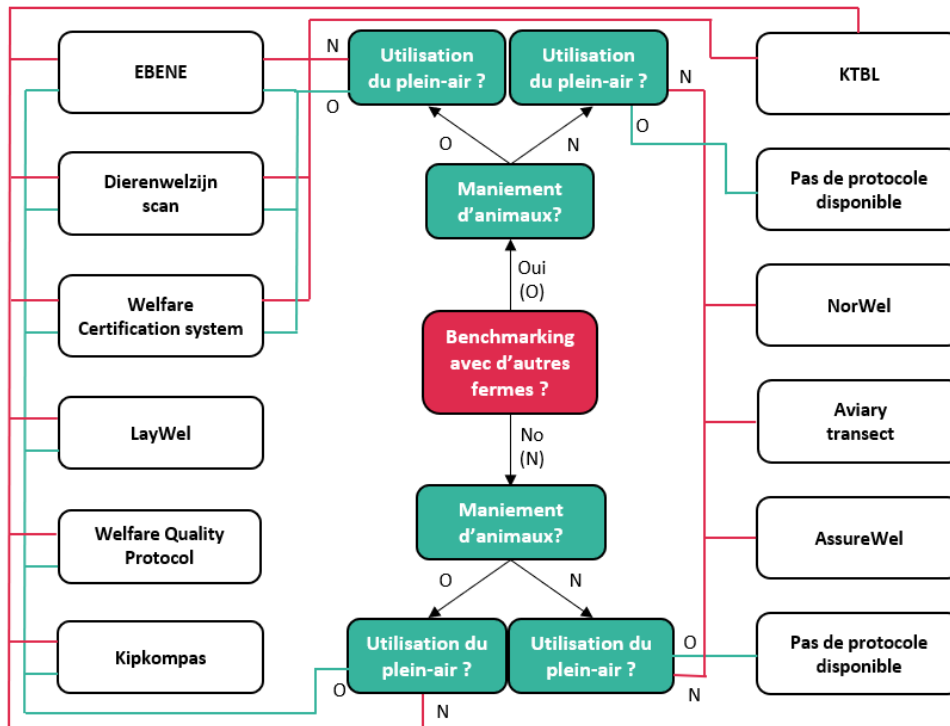 EBENE
N
Utilisation
du plein-air ?
Utilisation
du plein-air ?
N
KTBL
O
O
O
N
Dierenwelzijn
scan
Maniement
d'animaux?
Pas de protocole
disponible
Oui
(O)
Welfare
Certification system
NorWel
Benchmarking
avec d'autres
fermes ?
LayWel
No
(N)
Aviary
transect
Welfare Quality
Protocol
Maniement
d'animaux?
AssureWel
O
N
Kipkompas
Utilisation du
plein-air ?
Utilisation du
plein-air ?
O
Pas de protocole
disponible
O
N
N